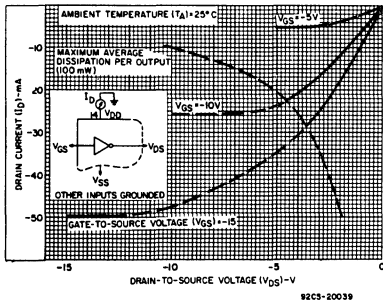 AMBIENT TEMPERATURE (TA)=25°C
VGS=-5V
MAXIMUM AVERAGE
DISSIPATION PER OUTPUT
(100 mW)
ID
14
VDD
VGS
VDS
VSS
OTHER INPUTS GROUNDED
VGS=-10V
GATE-TO-SOURCE VOLTAGE (VGS)=-15
DRAIN CURRENT (ID)-mA
-10
-20
-30
-40
-50
-15
-10
-5
0
DRAIN-TO-SOURCE VOLTAGE (VDS)-V
92CS-20039